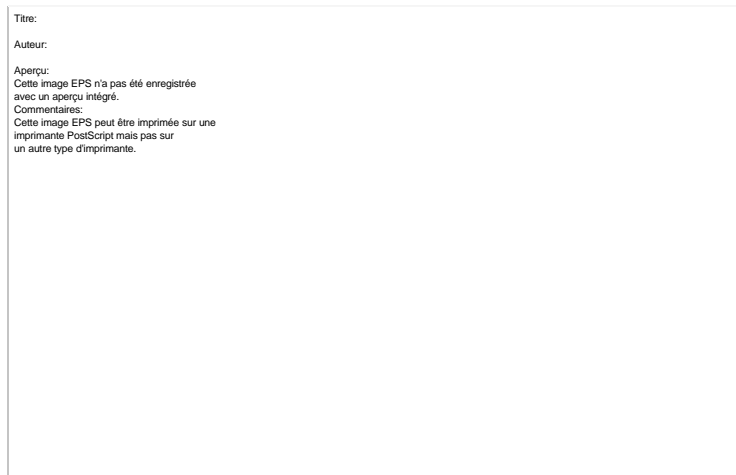 Titre:
Auteur:
Aperçu:
Cette image EPS n'a pas été enregistrée
avec un aperçu intégré.
Commentaires:
Cette image EPS peut être imprimée sur une
imprimante PostScript mais pas sur
un autre type d'imprimante.